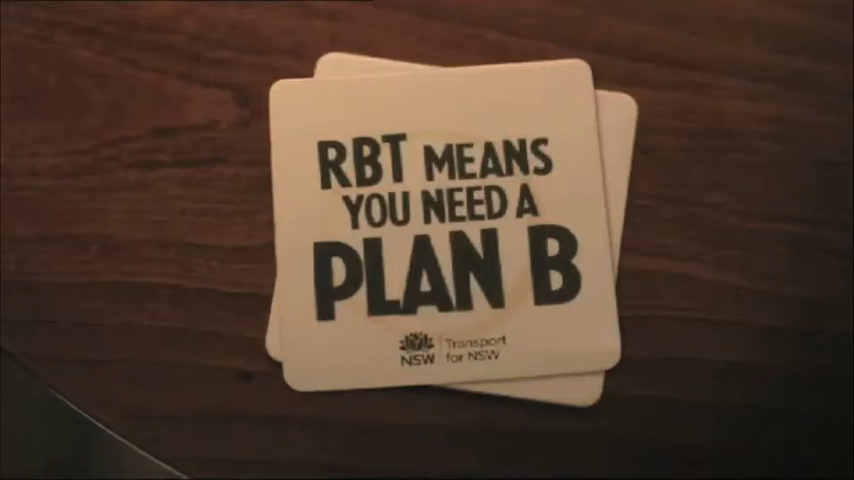 RBT MEANS
YOU NEED A
PLAN B
NSW
Transport
for NSW